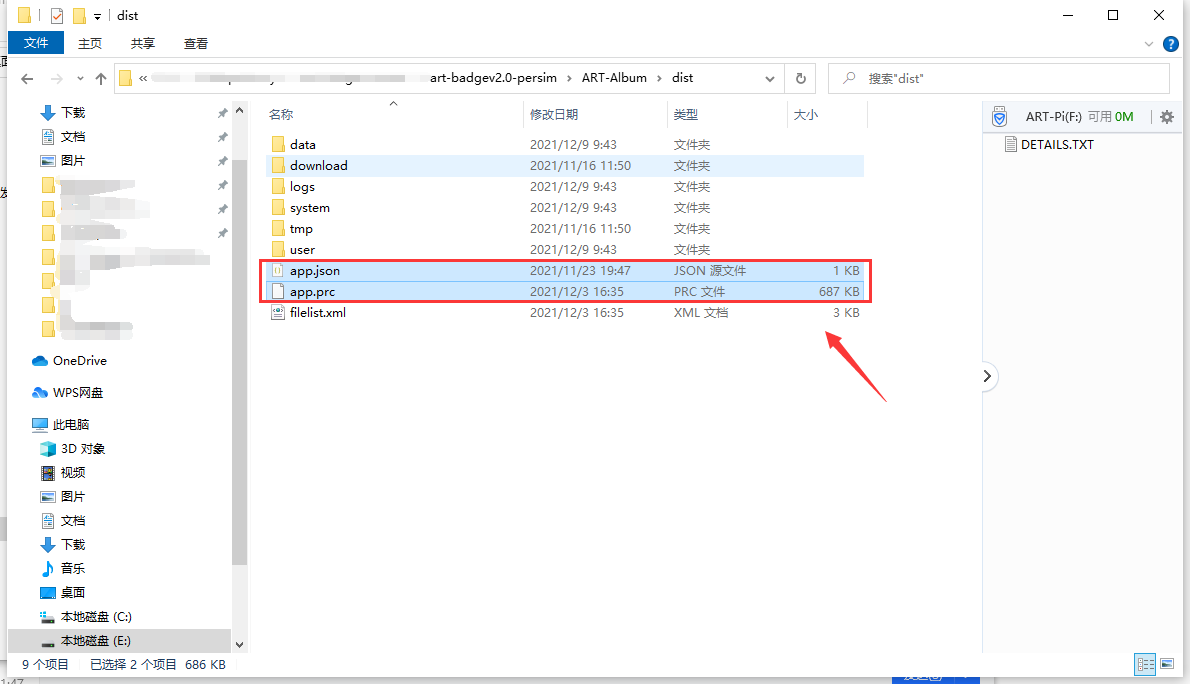 dist
文件 主页 共享 查看
« art-badgev2.0-persim › ART-Album › dist 搜索"dist"
下载
文档
图片
OneDrive
WPS网盘
此电脑
3D 对象
视频
图片
文档
下载
音乐
桌面
本地磁盘 (C:)
本地磁盘 (E:)
名称 修改日期 类型 大小
data 2021/12/9 9:43 文件夹
download 2021/11/16 11:50 文件夹
logs 2021/12/9 9:43 文件夹
system 2021/12/9 9:43 文件夹
tmp 2021/11/16 11:50 文件夹
user 2021/12/9 9:43 文件夹
app.json 2021/11/23 19:47 JSON 源文件 1 KB
app.prc 2021/12/3 16:35 PRC 文件 687 KB
filelist.xml 2021/12/3 16:35 XML 文档 3 KB
ART-Pi(F:) 可用 0M
DETAILS.TXT
9 个项目 已选择 2 个项目 686 KB